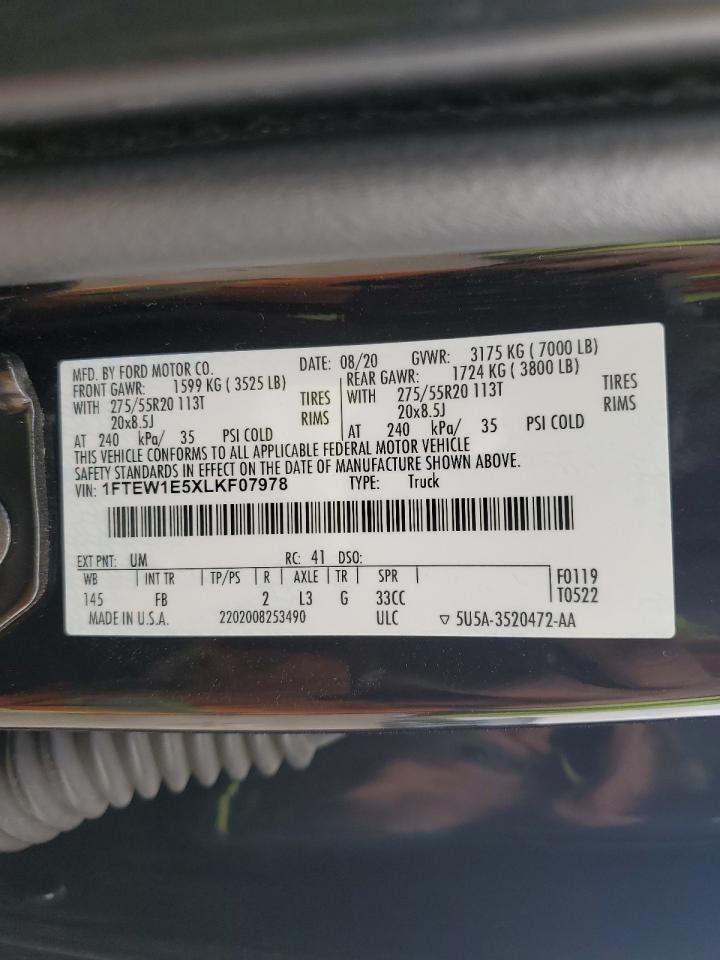 MFD. BY FORD MOTOR CO. DATE: 08/20 GVWR: 3175 KG ( 7000 LB)
FRONT GAWR: 1599 KG ( 3525 LB) REAR GAWR: 1724 KG ( 3800 LB)
WITH 275/55R20 113T TIRES WITH 275/55R20 113T TIRES
20x8.5J RIMS 20x8.5J RIMS
AT 240 kPa/ 35 PSI COLD AT 240 kPa/ 35 PSI COLD
THIS VEHICLE CONFORMS TO ALL APPLICABLE FEDERAL MOTOR VEHICLE
SAFETY STANDARDS IN EFFECT ON THE DATE OF MANUFACTURE SHOWN ABOVE.
VIN: 1FTEW1E5XLKF07978 TYPE: Truck
EXT PNT: UM RC: 41 DSO:
WB INT TR TP/PS R AXLE TR SPR F0119
145 FB 2 L3 G 33CC T0522
MADE IN U.S.A. 2202008253490 ULC ▽ 5U5A-3520472-AA